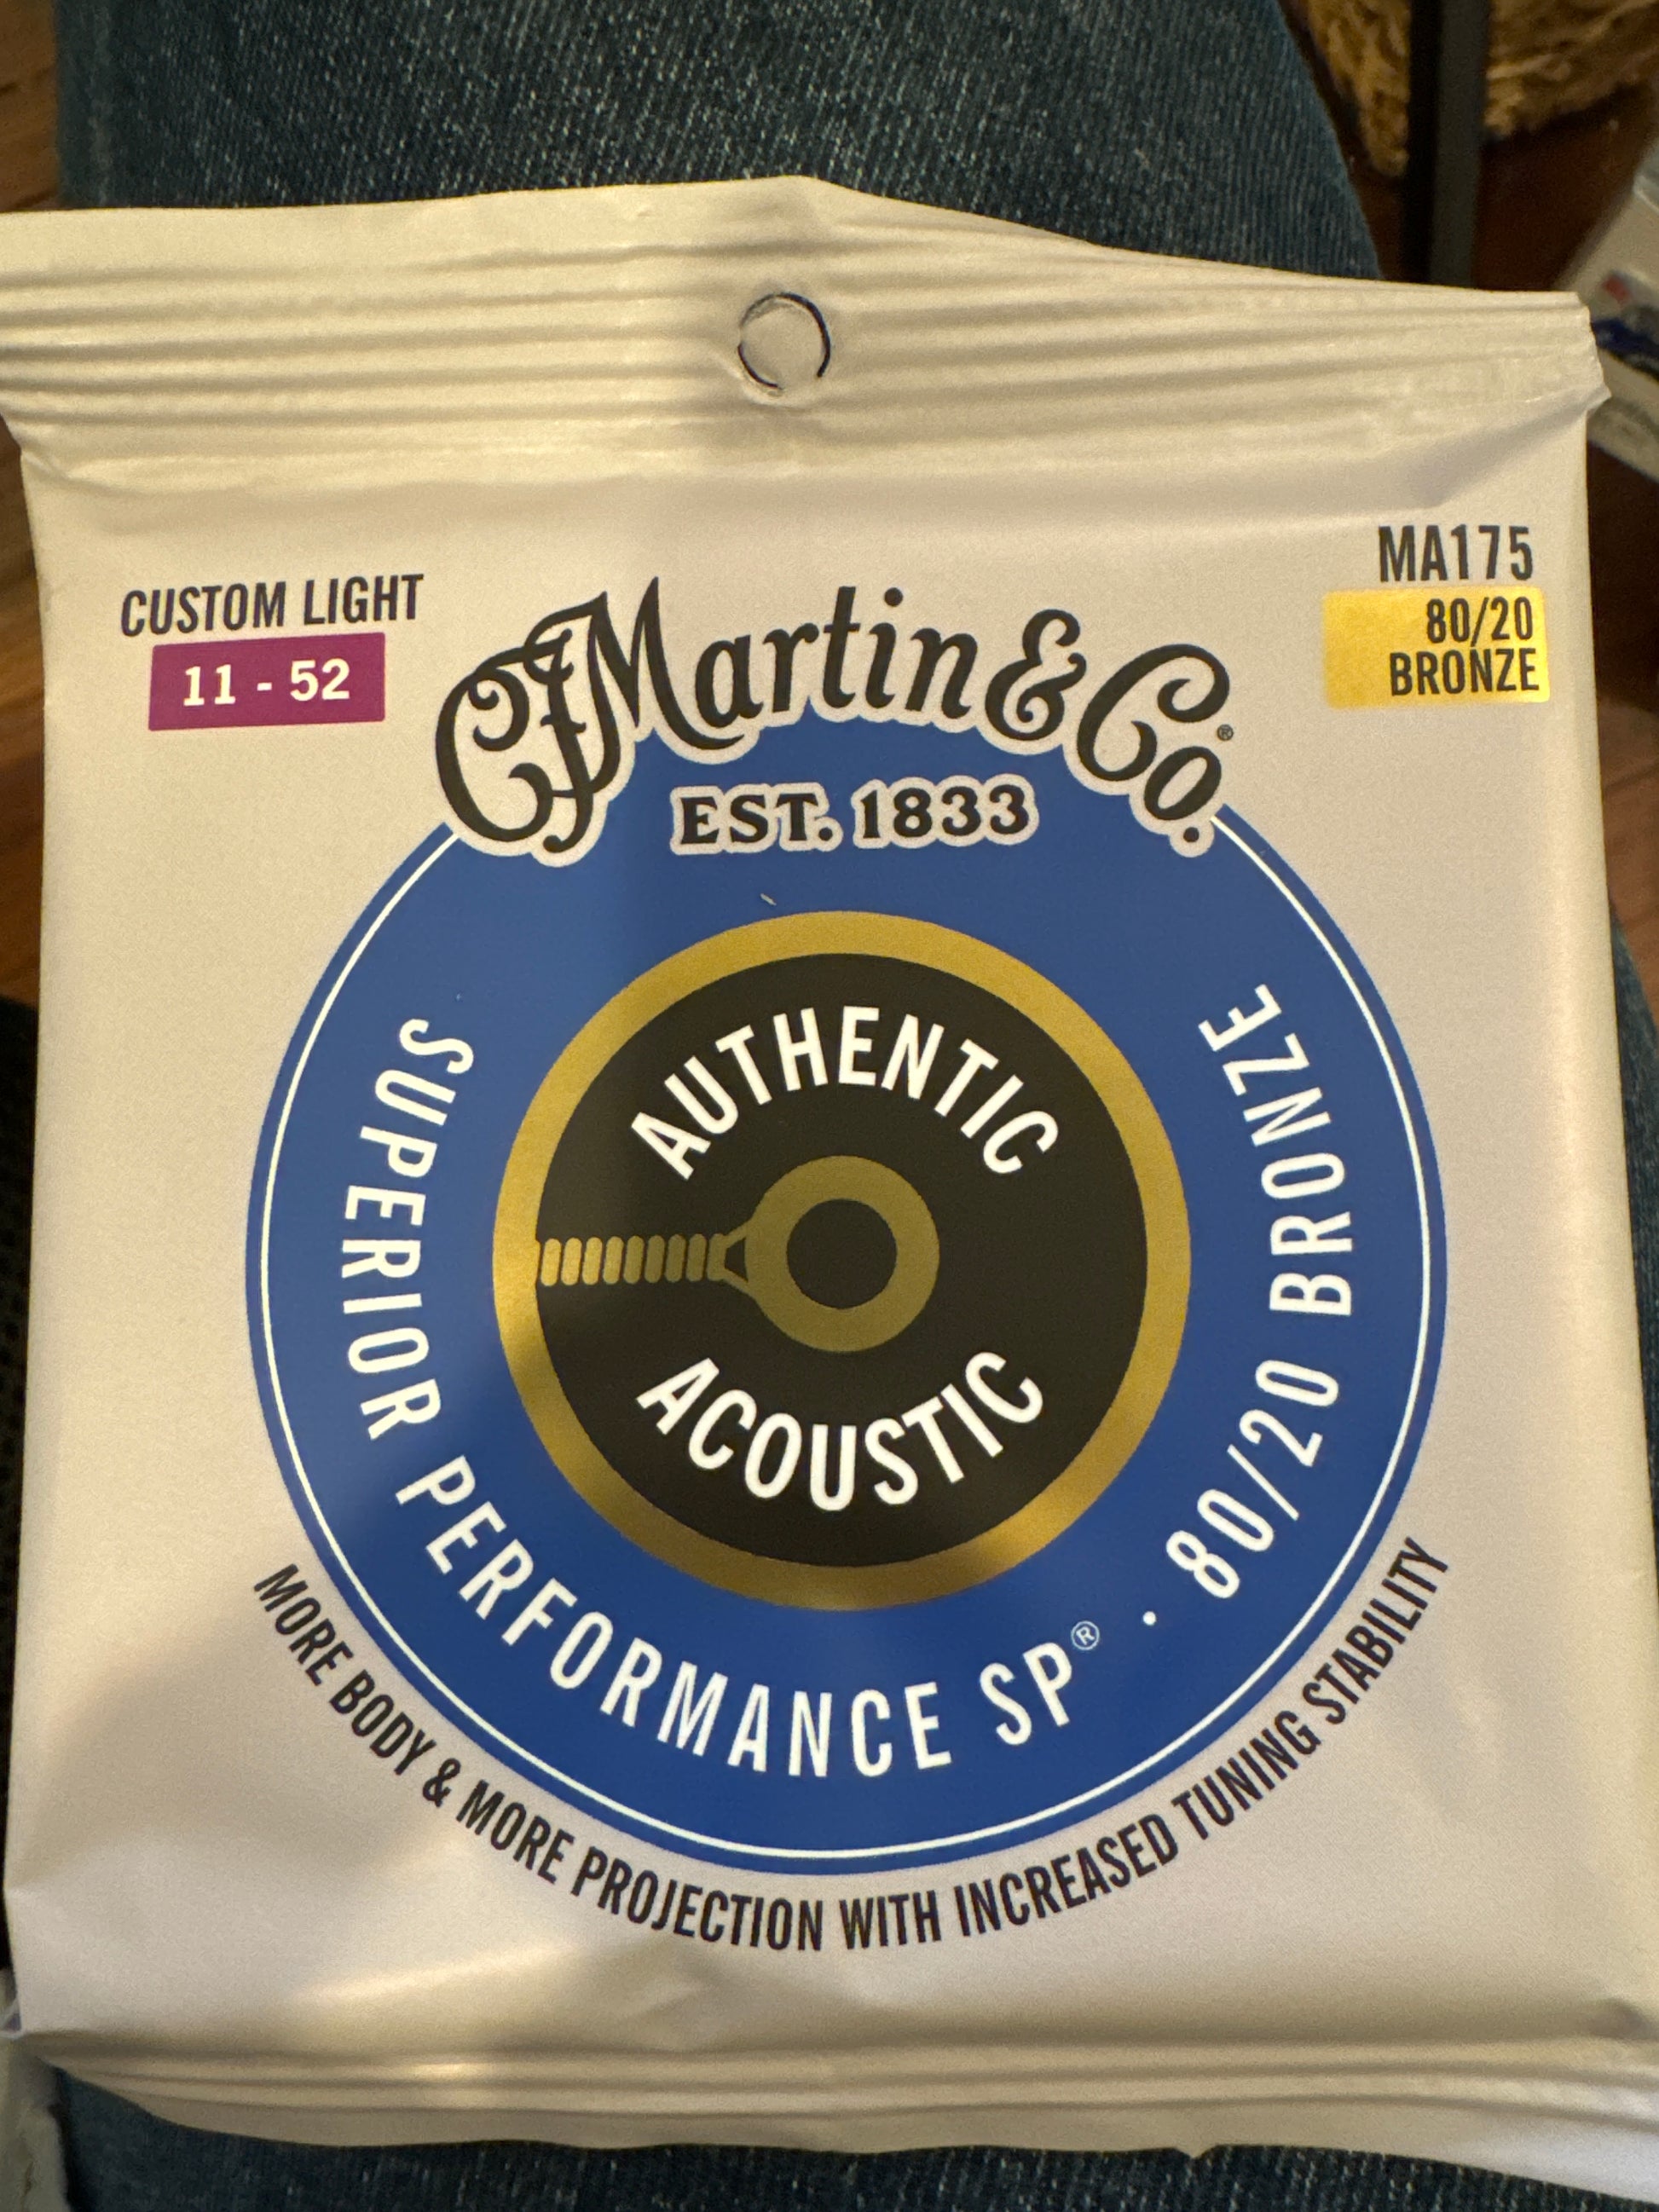 CUSTOM LIGHT
11 - 52
MA175
80/20
BRONZE
CFMartin & Co.®
EST. 1833
AUTHENTIC
ACOUSTIC
SUPERIOR PERFORMANCE SP® · 80/20 BRONZE
MORE BODY & MORE PROJECTION WITH INCREASED TUNING STABILITY